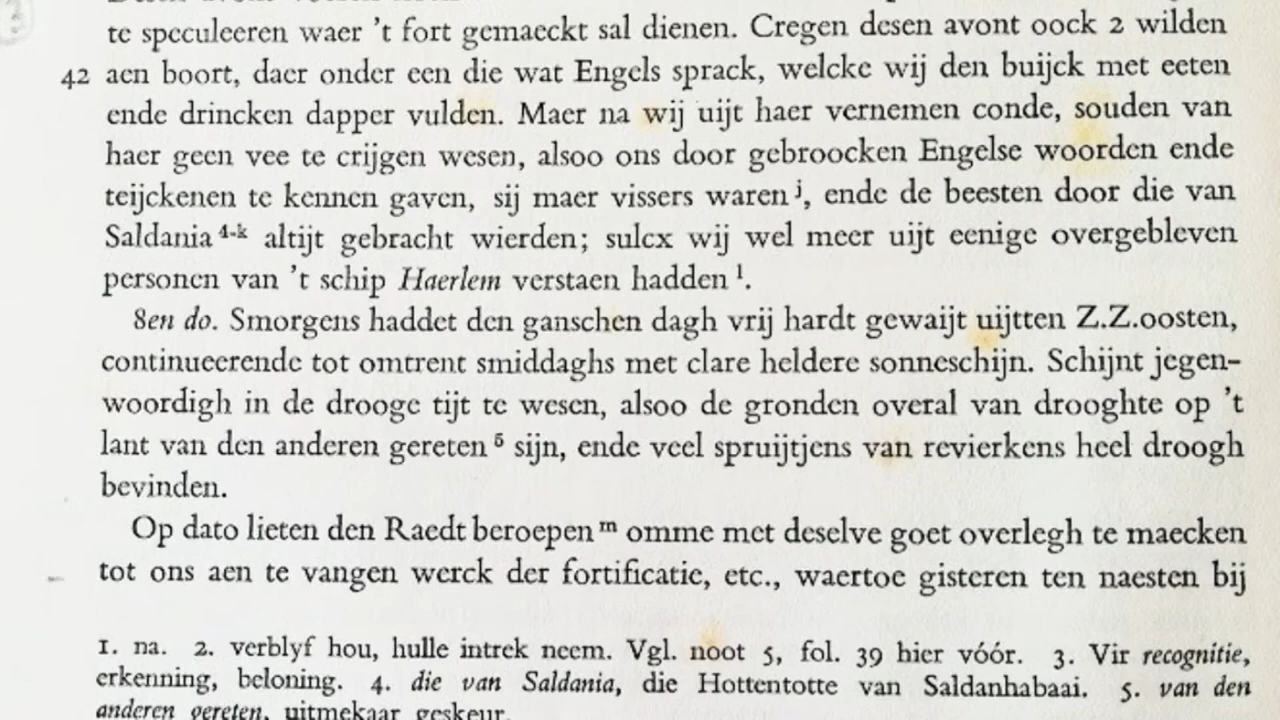 te speculeeren waer 't fort gemaeckt sal dienen. Cregen desen avont oock 2 wilden
42 aen boort, daer onder een die wat Engels sprack, welcke wij den buijck met eeten
ende drincken dapper vulden. Maer na wij uijt haer vernemen conde, souden van
haer geen vee te crijgen wesen, alsoo ons door gebroocken Engelse woorden ende
teijckenen te kennen gaven, sij maer vissers waren j, ende de beesten door die van
Saldania 4-k altijt gebracht wierden; sulcx wij wel meer uijt eenige overgebleven
personen van 't schip Haerlem verstaen hadden l.
8en do. Smorgens haddet den ganschen dagh vrij hardt gewaijt uijtten Z.Z.oosten,
continueerende tot omtrent smiddaghs met clare heldere sonneschijn. Schijnt jegen-
woordigh in de drooge tijt te wesen, alsoo de gronden overal van drooghte op 't
lant van den anderen gereten 5 sijn, ende veel spruijtjens van revierkens heel droogh
bevinden.
Op dato lieten den Raedt beroepen m omme met deselve goet overlegh te maecken
tot ons aen te vangen werck der fortificatie, etc., waertoe gisteren ten naesten bij
1. na. 2. verblyf hou, hulle intrek neem. Vgl. noot 5, fol. 39 hier vóór. 3. Vir recognitie,
erkenning, beloning. 4. die van Saldania, die Hottentotte van Saldanhabaai. 5. van den
anderen gereten, uitmekaar geskeur.